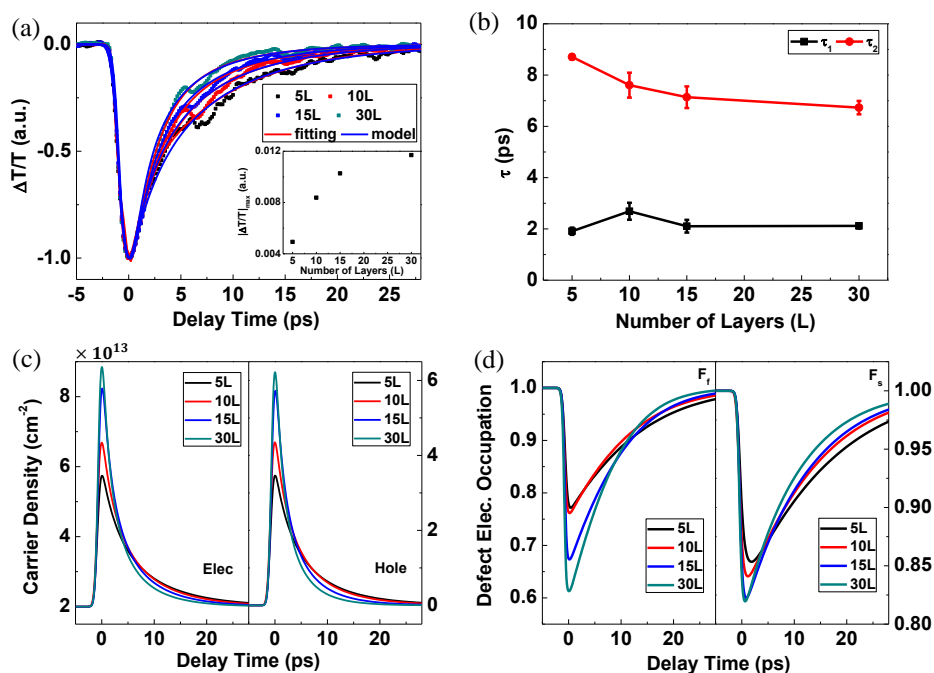 (a)
ΔT/T (a.u.)
0.0
-0.5
-1.0
5L 10L
15L 30L
fitting model
|ΔT/T|max (a.u.)
0.012
0.008
0.004
5 10 15 20 25 30
Number of Layers (L)
-5 0 5 10 15 20 25
Delay Time (ps)
(b)
τ1 τ2
τ (ps)
10
8
6
4
2
0
5 10 15 20 25 30
Number of Layers (L)
(c)
× 10^13
Carrier Density (cm-2)
8
6
4
2
5L
10L
15L
30L
Elec
5L
10L
15L
30L
Hole
6
4
2
0
0 10 20 0 10 20
Delay Time (ps)
(d)
Defect Elec. Occupation
1.0
0.9
0.8
0.7
0.6
Ff
5L
10L
15L
30L
Fs
5L
10L
15L
30L
1.00
0.95
0.90
0.85
0.80
0 10 20 0 10 20
Delay Time (ps)